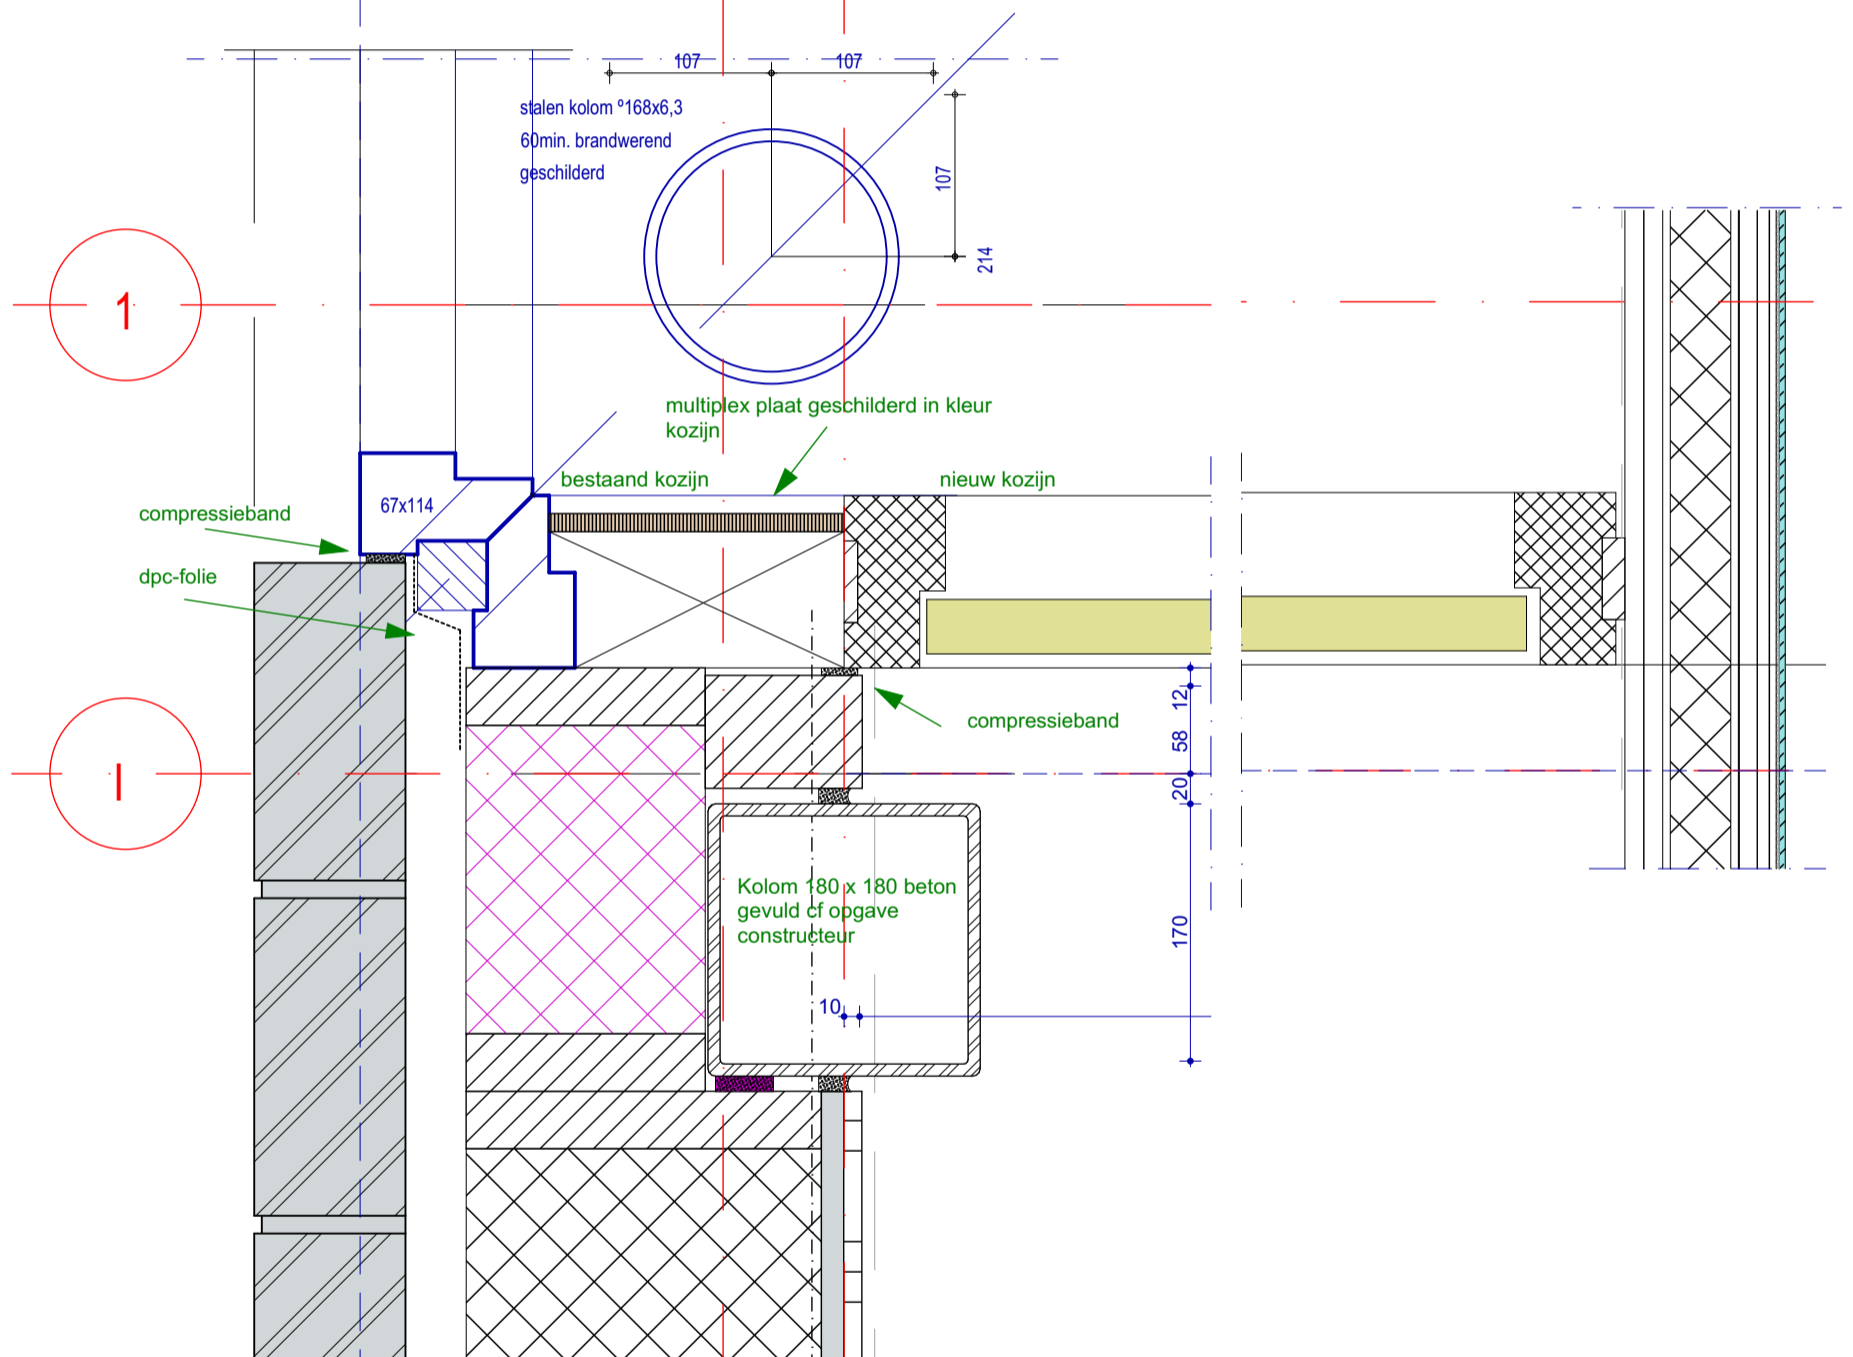 107
107
stalen kolom º168x6,3
60min. brandwerend
geschilderd
107
214
1
multiplex plaat geschilderd in kleur
kozijn
bestaand kozijn
nieuw kozijn
67x114
compressieband
dpc-folie
12
compressieband
58
I
20
Kolom 180 x 180 beton
gevuld cf opgave
constructeur
170
10